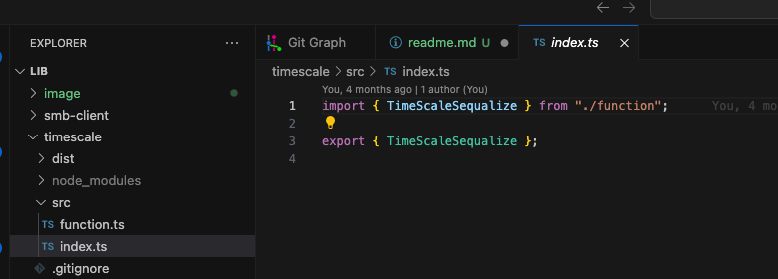 EXPLORER ...
Git Graph
readme.md U
TS index.ts
LIB
image
smb-client
timescale
dist
node_modules
src
TS function.ts
TS index.ts
.gitignore
timescale > src > TS index.ts
You, 4 months ago | 1 author (You)
1 import { TimeScaleSequalize } from "./function"; You, 4 mo
2
3 export { TimeScaleSequalize };
4